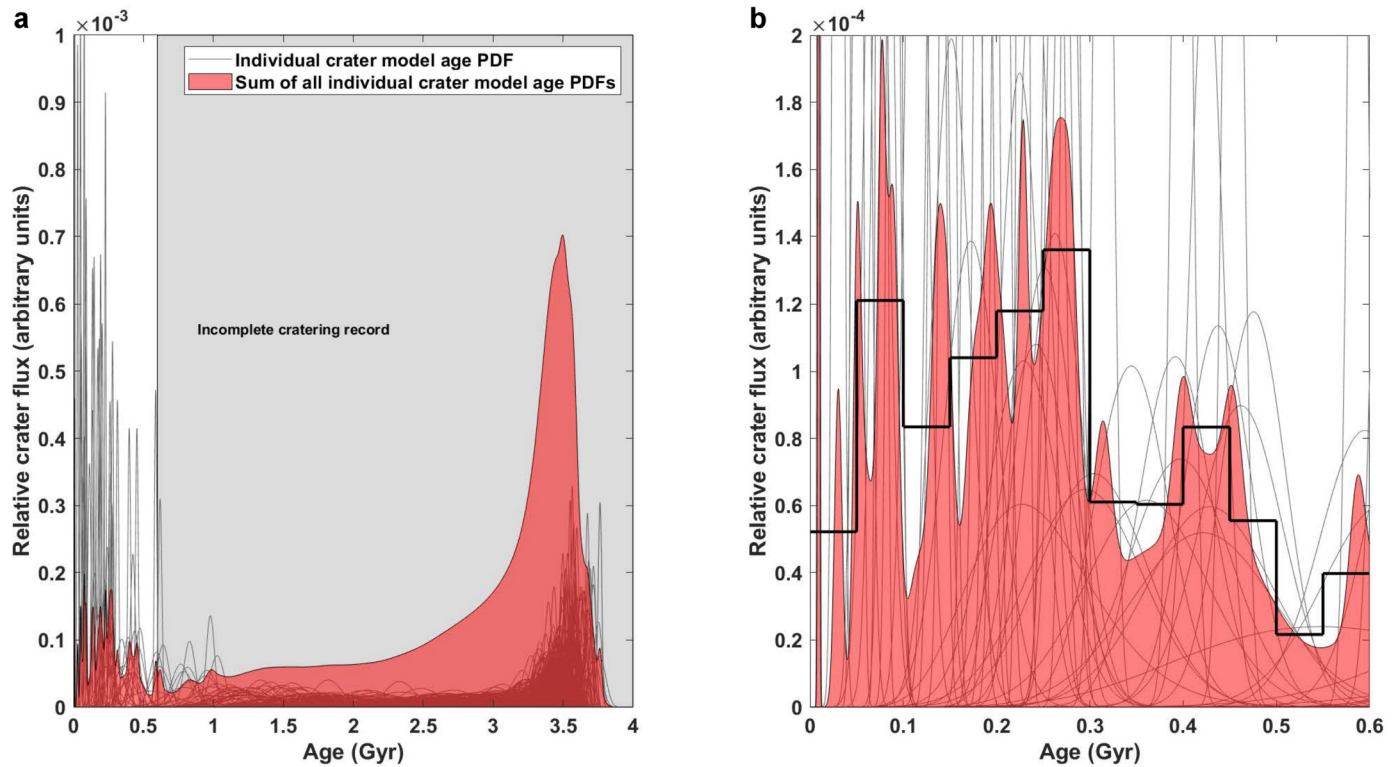 a
×10⁻³
1
0.9
0.8
0.7
0.6
0.5
0.4
0.3
0.2
0.1
0
Relative crater flux (arbitrary units)
Individual crater model age PDF
Sum of all individual crater model age PDFs
Incomplete cratering record
0 0.5 1 1.5 2 2.5 3 3.5 4
Age (Gyr)
b
×10⁻⁴
2
1.8
1.6
1.4
1.2
1
0.8
0.6
0.4
0.2
0
Relative crater flux (arbitrary units)
0 0.1 0.2 0.3 0.4 0.5 0.6
Age (Gyr)